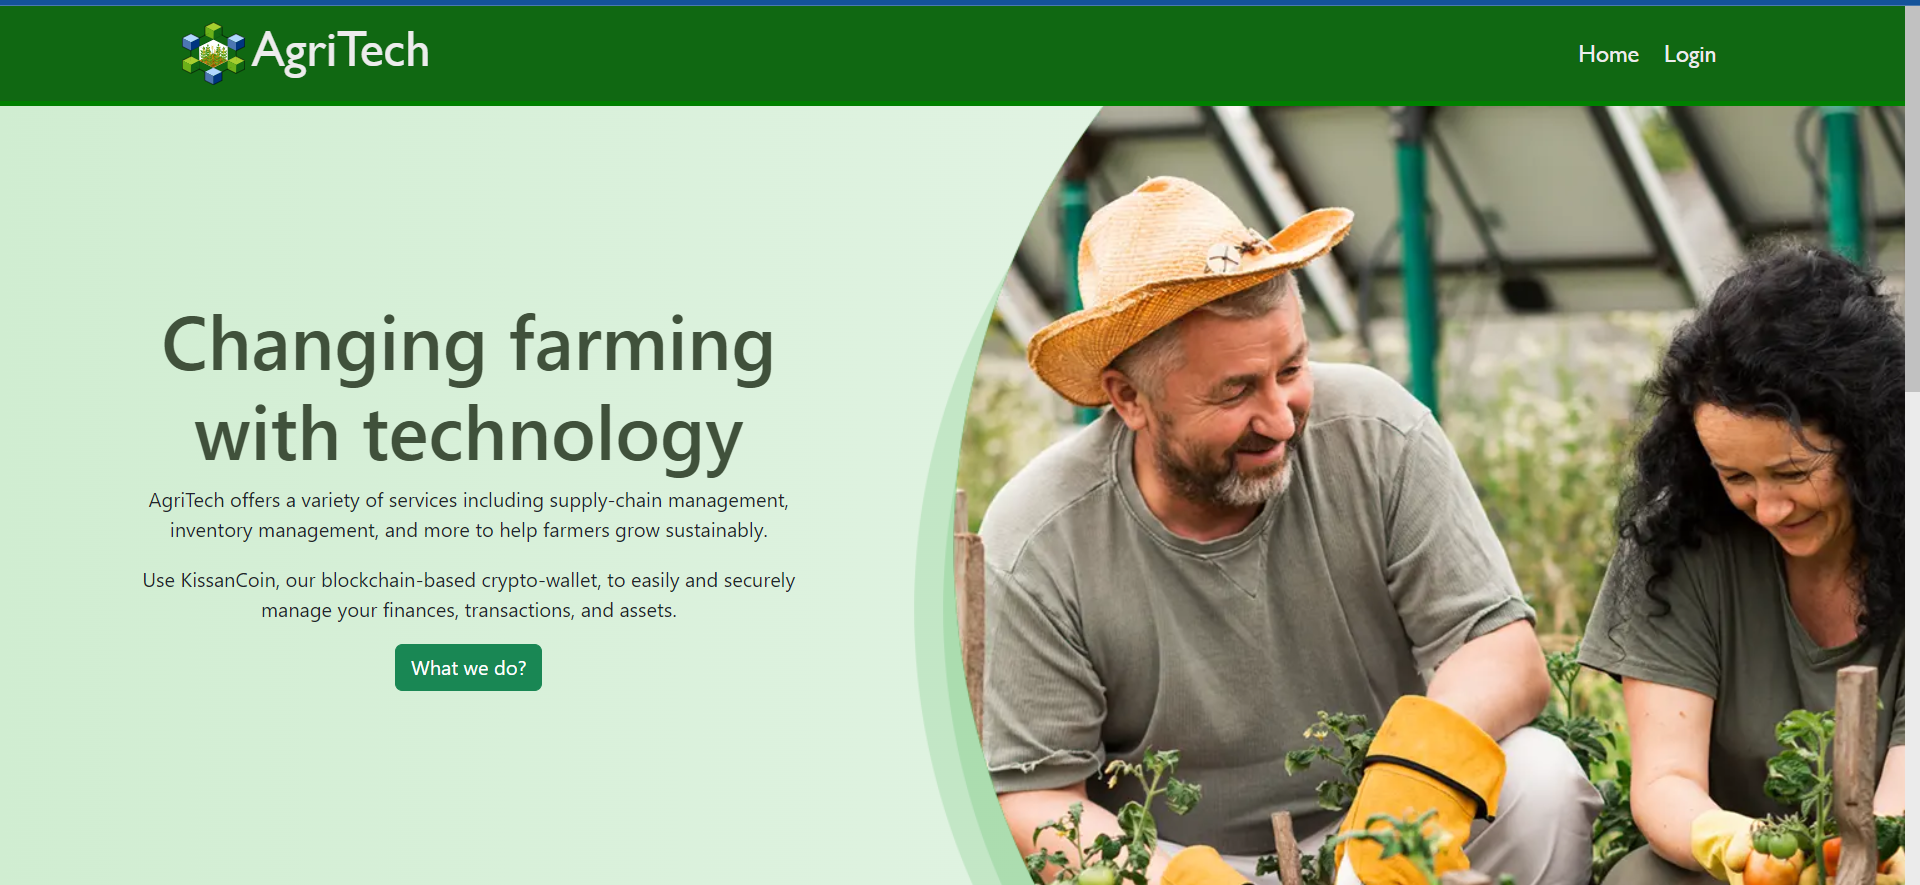 AgriTech
Home
Login
Changing farming
with technology
AgriTech offers a variety of services including supply-chain management,
inventory management, and more to help farmers grow sustainably.
Use KissanCoin, our blockchain-based crypto-wallet, to easily and securely
manage your finances, transactions, and assets.
What we do?